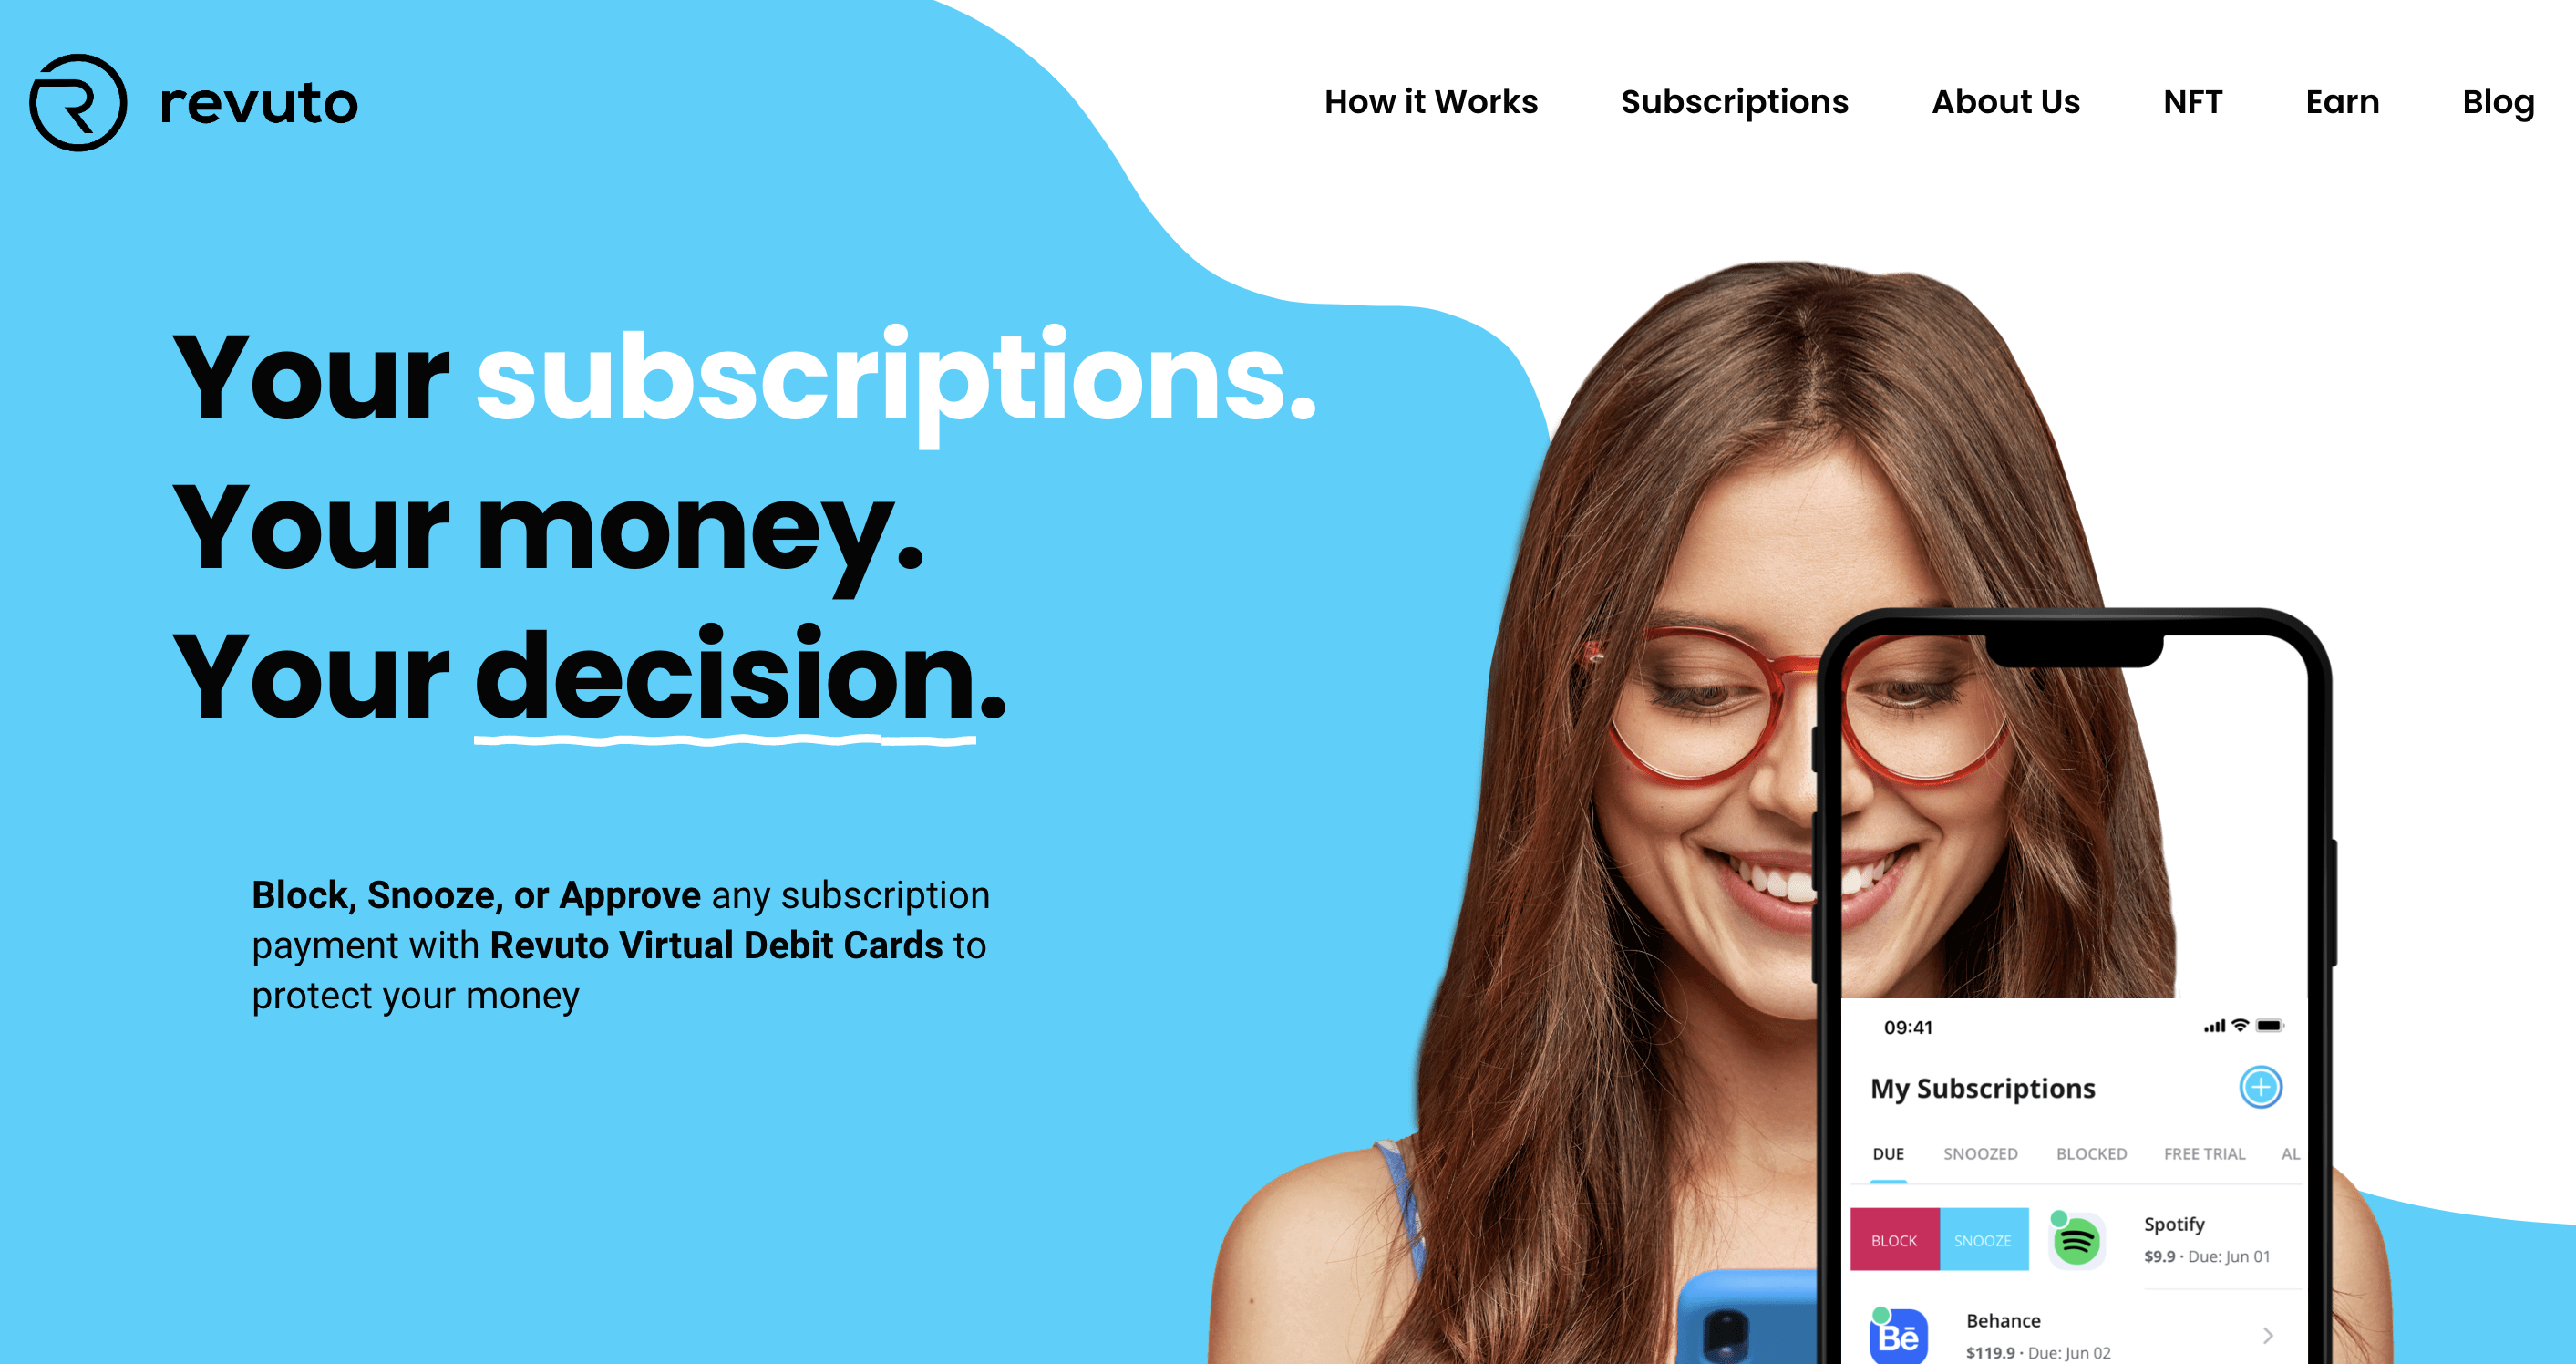 revuto
How it Works Subscriptions About Us NFT Earn Blog
Your subscriptions.
Your money.
Your decision.
Block, Snooze, or Approve any subscription
payment with Revuto Virtual Debit Cards to
protect your money
09:41
My Subscriptions
DUE SNOOZED BLOCKED FREE TRIAL AL
BLOCK SNOOZE
Spotify
$9.9 · Due: Jun 01
Bē
Behance
$119.9 · Due: Jun 02